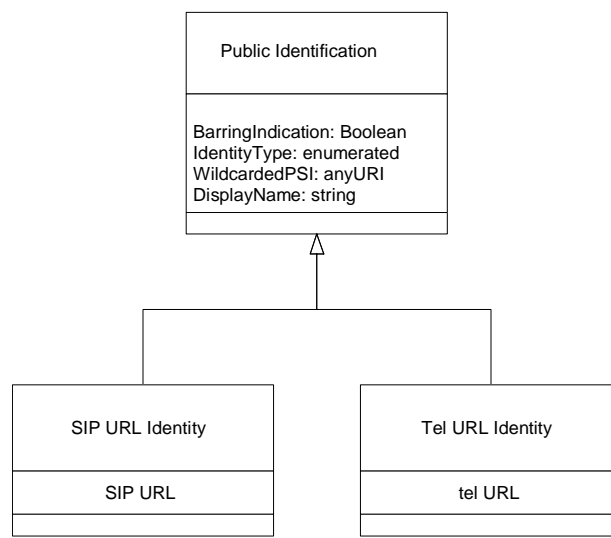 Public Identification
BarringIndication: Boolean
IdentityType: enumerated
WildcardedPSI: anyURI
DisplayName: string
SIP URL Identity
SIP URL
Tel URL Identity
tel URL